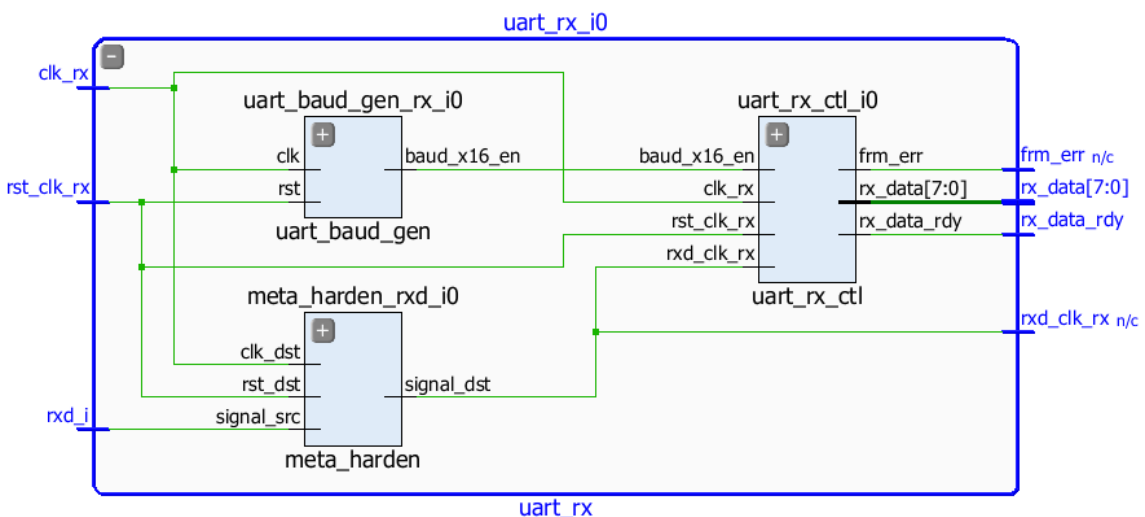 uart_rx_i0
clk_rx
uart_baud_gen_rx_i0
uart_rx_ctl_i0
clk
baud_x16_en
baud_x16_en
frm_err
frm_err n/c
rst_clk_rx
rst
clk_rx
rx_data[7:0]
rx_data[7:0]
uart_baud_gen
rst_clk_rx
rx_data_rdy
rx_data_rdy
rxd_clk_rx
meta_harden_rxd_i0
uart_rx_ctl
rxd_clk_rx n/c
clk_dst
rst_dst
signal_dst
rxd_i
signal_src
meta_harden
uart_rx